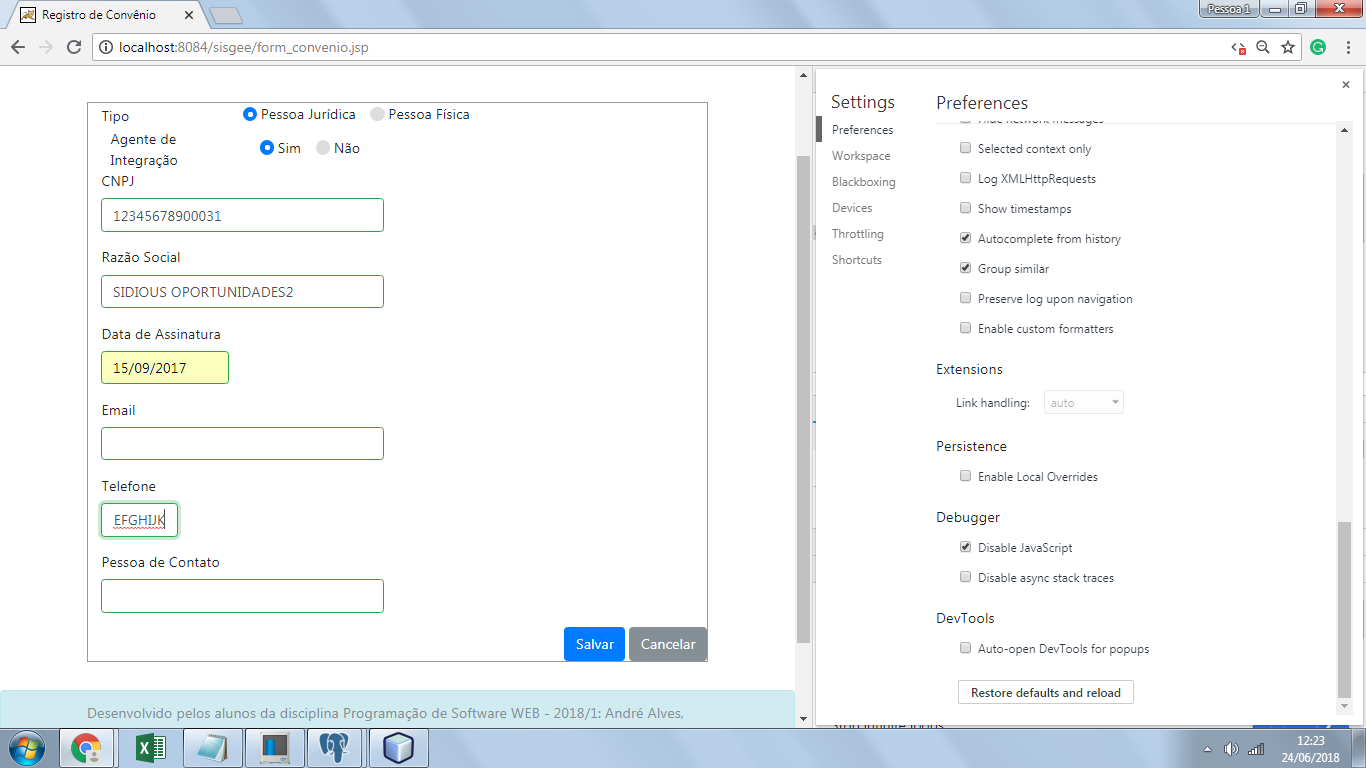 Registro de Convênio
Pessoa 1
localhost:8084/sisgee/form_convenio.jsp
Tipo
Pessoa Jurídica
Pessoa Física
Agente de
Integração
Sim
Não
CNPJ
12345678900031
Razão Social
SIDIOUS OPORTUNIDADES2
Data de Assinatura
15/09/2017
Email
Telefone
EFGHIJK
Pessoa de Contato
Salvar
Cancelar
Desenvolvido pelos alunos da disciplina Programação de Software WEB - 2018/1: André Alves,
Settings
Preferences
Workspace
Blackboxing
Devices
Throttling
Shortcuts
Preferences
Hide network messages
Selected context only
Log XMLHttpRequests
Show timestamps
Autocomplete from history
Group similar
Preserve log upon navigation
Enable custom formatters
Extensions
Link handling:
auto
Persistence
Enable Local Overrides
Debugger
Disable JavaScript
Disable async stack traces
DevTools
Auto-open DevTools for popups
Restore defaults and reload
12:23
24/06/2018